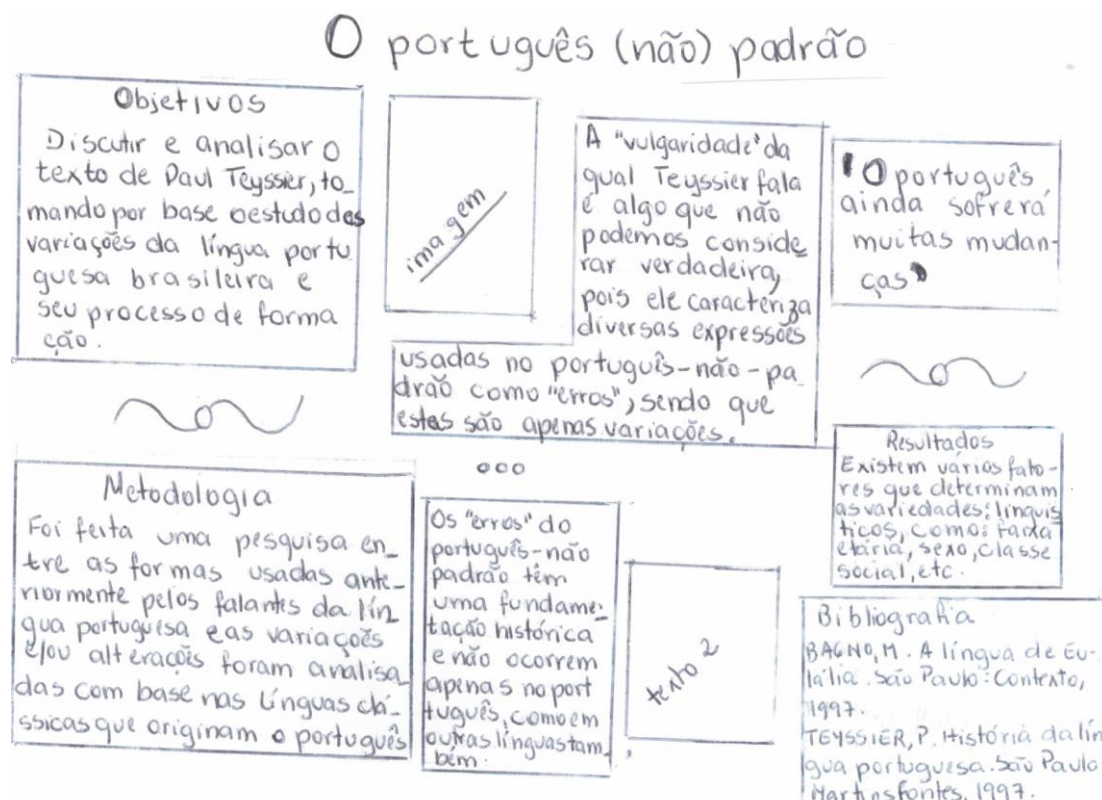 O português (não) padrão
Objetivos
Discutir e analisar o
texto de Paul Teyssier, to_
mando por base oestudodas
variações da língua portu
guesa brasileira e
seu processo de forma
ção.
imagem
A "vulgaridade" da
qual Teyssier fala
é algo que não
podemos conside
rar verdadeira,
pois ele caracteriza
diversas expressões
usadas no português-não-pa_
drão como "erros", sendo que
estas são apenas variações.
"O português
ainda sofrerá
muitas mudan-
ças"
Metodologia
Foi feita uma pesquisa en_
tre as formas usadas ante_
riormente pelos falantes da lín
gua portuguesa e as variações
e/ou alterações foram analisa
das com base nas línguas clá-
ssicas que originam o português
Os "erros" do
português-não
padrão têm
uma fundame-
tação histórica
e não ocorrem
apenas no port
tuguês, como em
outras línguas tam
bém.
texto 2
Resultados
Existem vários fato-
res que determinam
as variedades: linguís
ticos, como: faixa
etária, sexo, classe
social, etc.
Bibliografia
BAGNO, M. A língua de Eu-
lália. São Paulo: Contexto,
1997.
TEYSSIER, P. História da lín
gua portuguesa. São Paulo
Martins fontes, 1997.